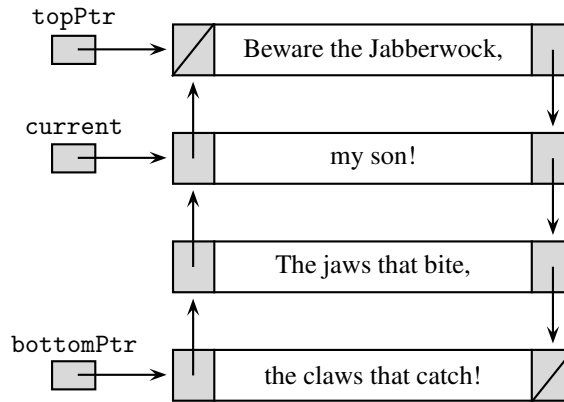 topPtr
Beware the Jabberwock,
current
my son!
The jaws that bite,
bottomPtr
the claws that catch!